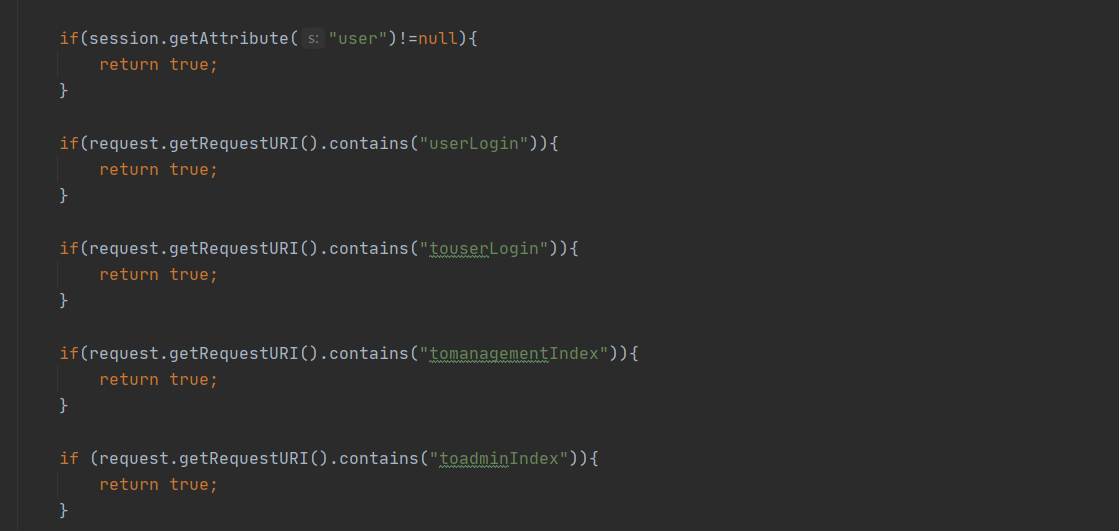 if(session.getAttribute( s: "user")!=null){
return true;
}
if(request.getRequestURI().contains("userLogin")){
return true;
}
if(request.getRequestURI().contains("touserLogin")){
return true;
}
if(request.getRequestURI().contains("tomanagementIndex")){
return true;
}
if (request.getRequestURI().contains("toadminIndex")){
return true;
}